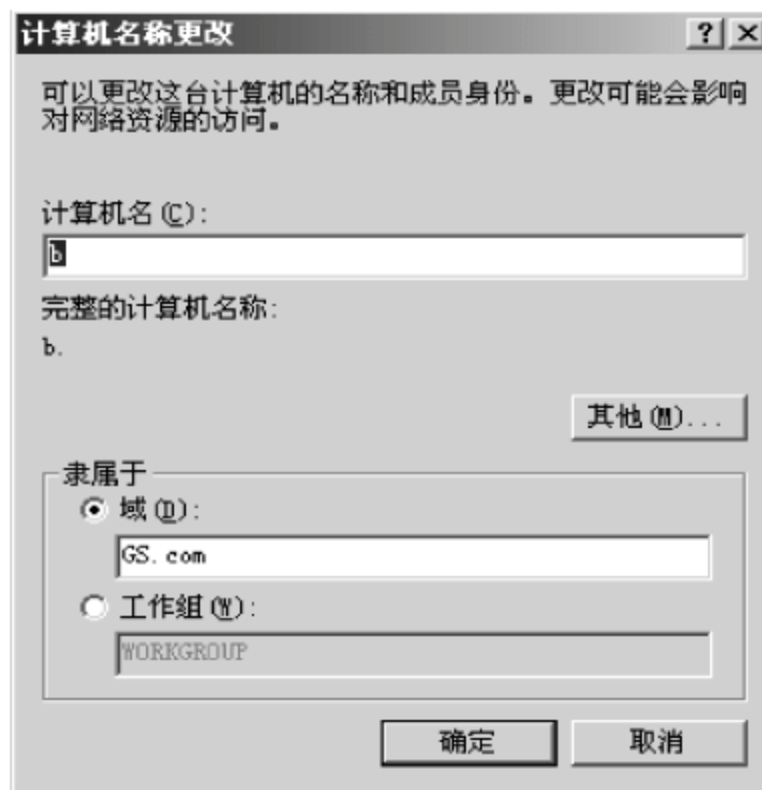 计算机名称更改
可以更改这台计算机的名称和成员身份。更改可能会影响
对网络资源的访问。
计算机名(C):
b
完整的计算机名称:
b.
其他(M)...
隶属于
域(D):
GS.com
工作组(W):
WORKGROUP
确定
取消